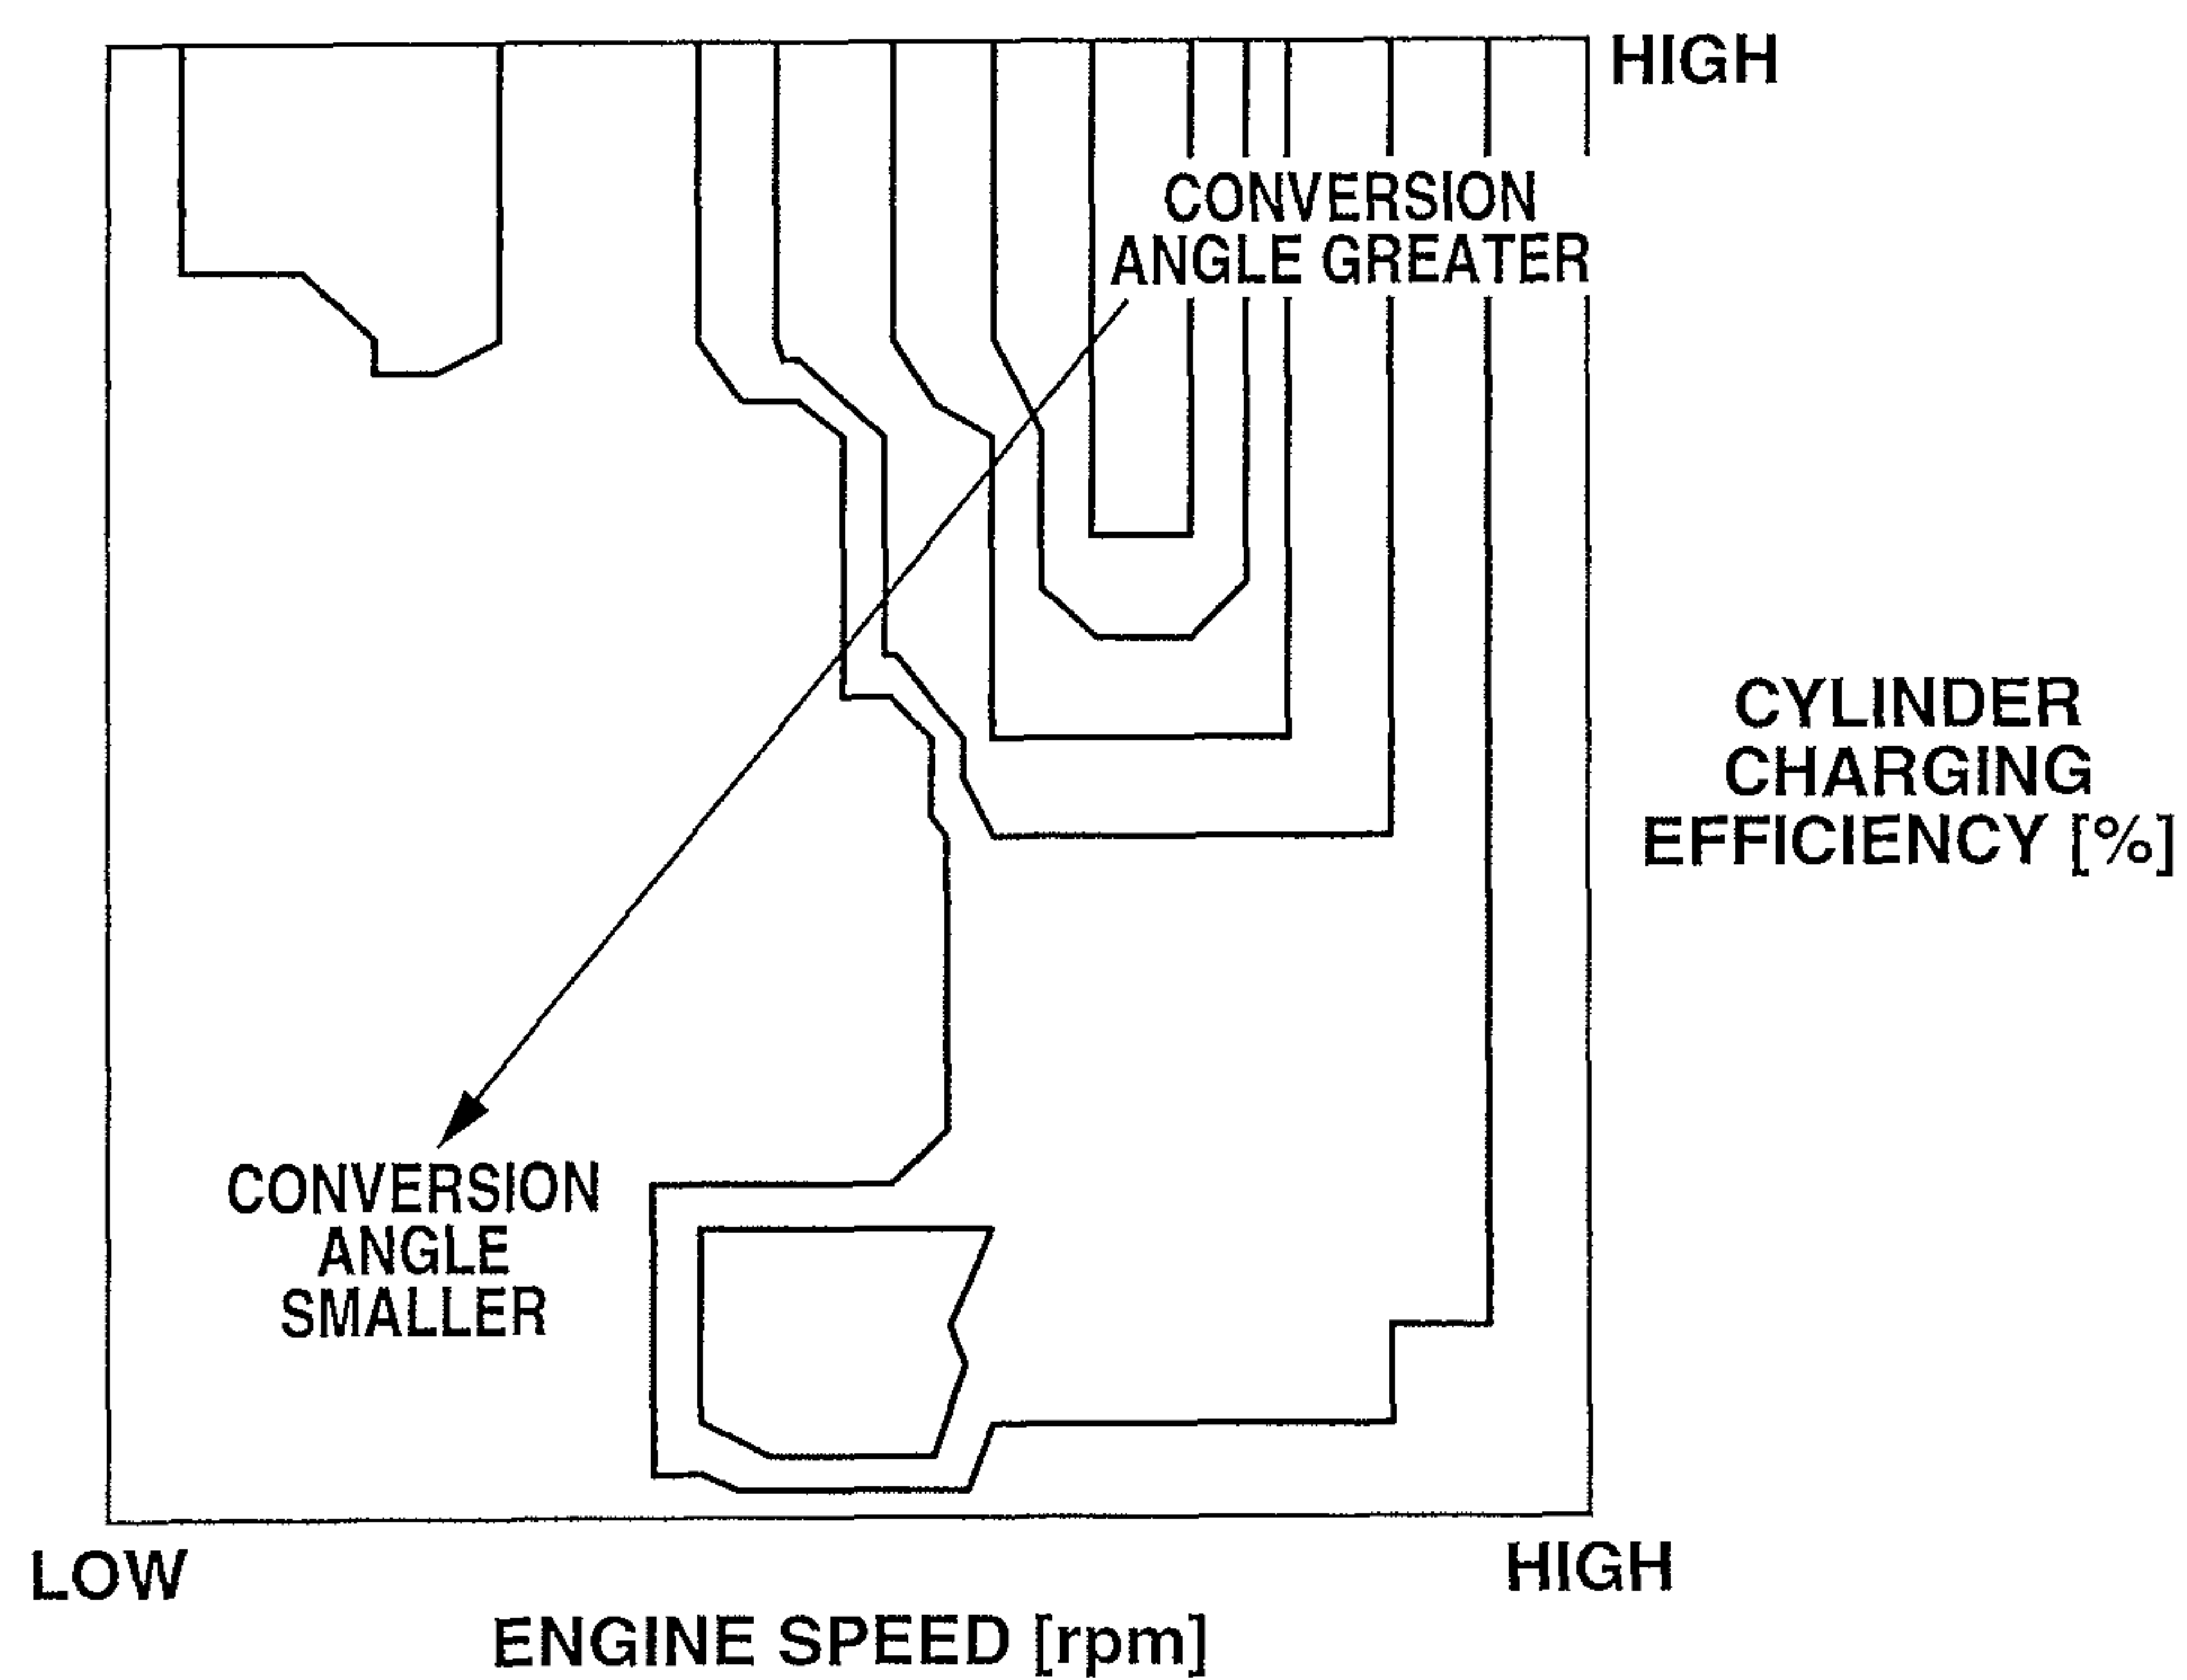 HIGH
CONVERSION
ANGLE GREATER
CYLINDER
CHARGING
EFFICIENCY [%]
CONVERSION
ANGLE
SMALLER
LOW
HIGH
ENGINE SPEED [rpm]